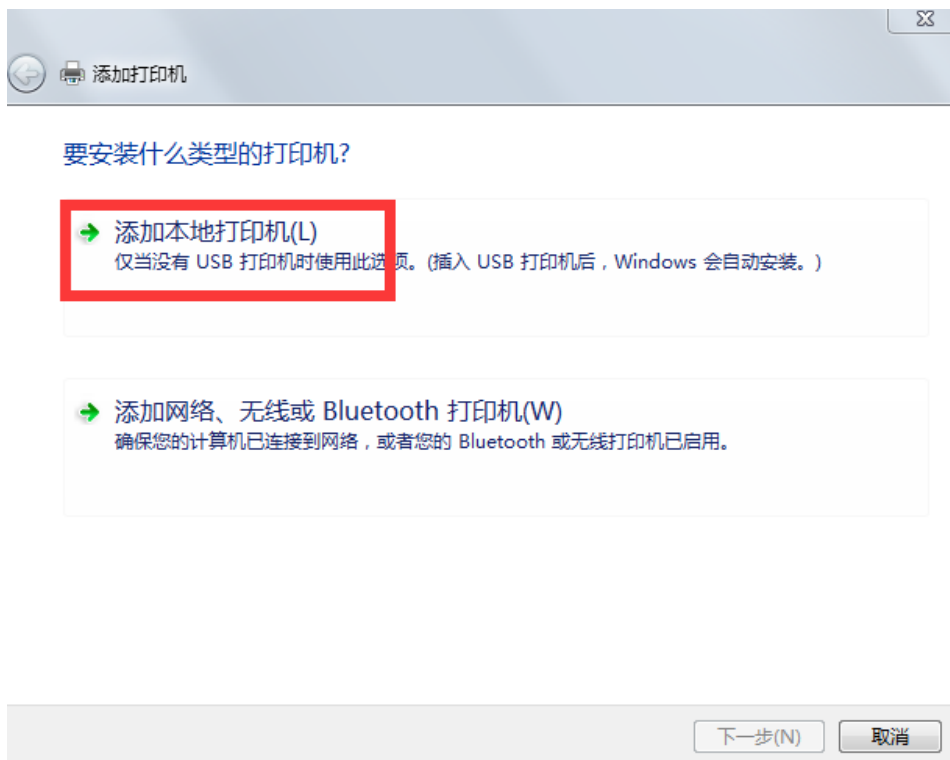 添加打印机
要安装什么类型的打印机?
添加本地打印机(L)
仅当没有 USB 打印机时使用此选项。(插入 USB 打印机后，Windows 会自动安装。)
添加网络、无线或 Bluetooth 打印机(W)
确保您的计算机已连接到网络，或者您的 Bluetooth 或无线打印机已启用。
下一步(N)
取消